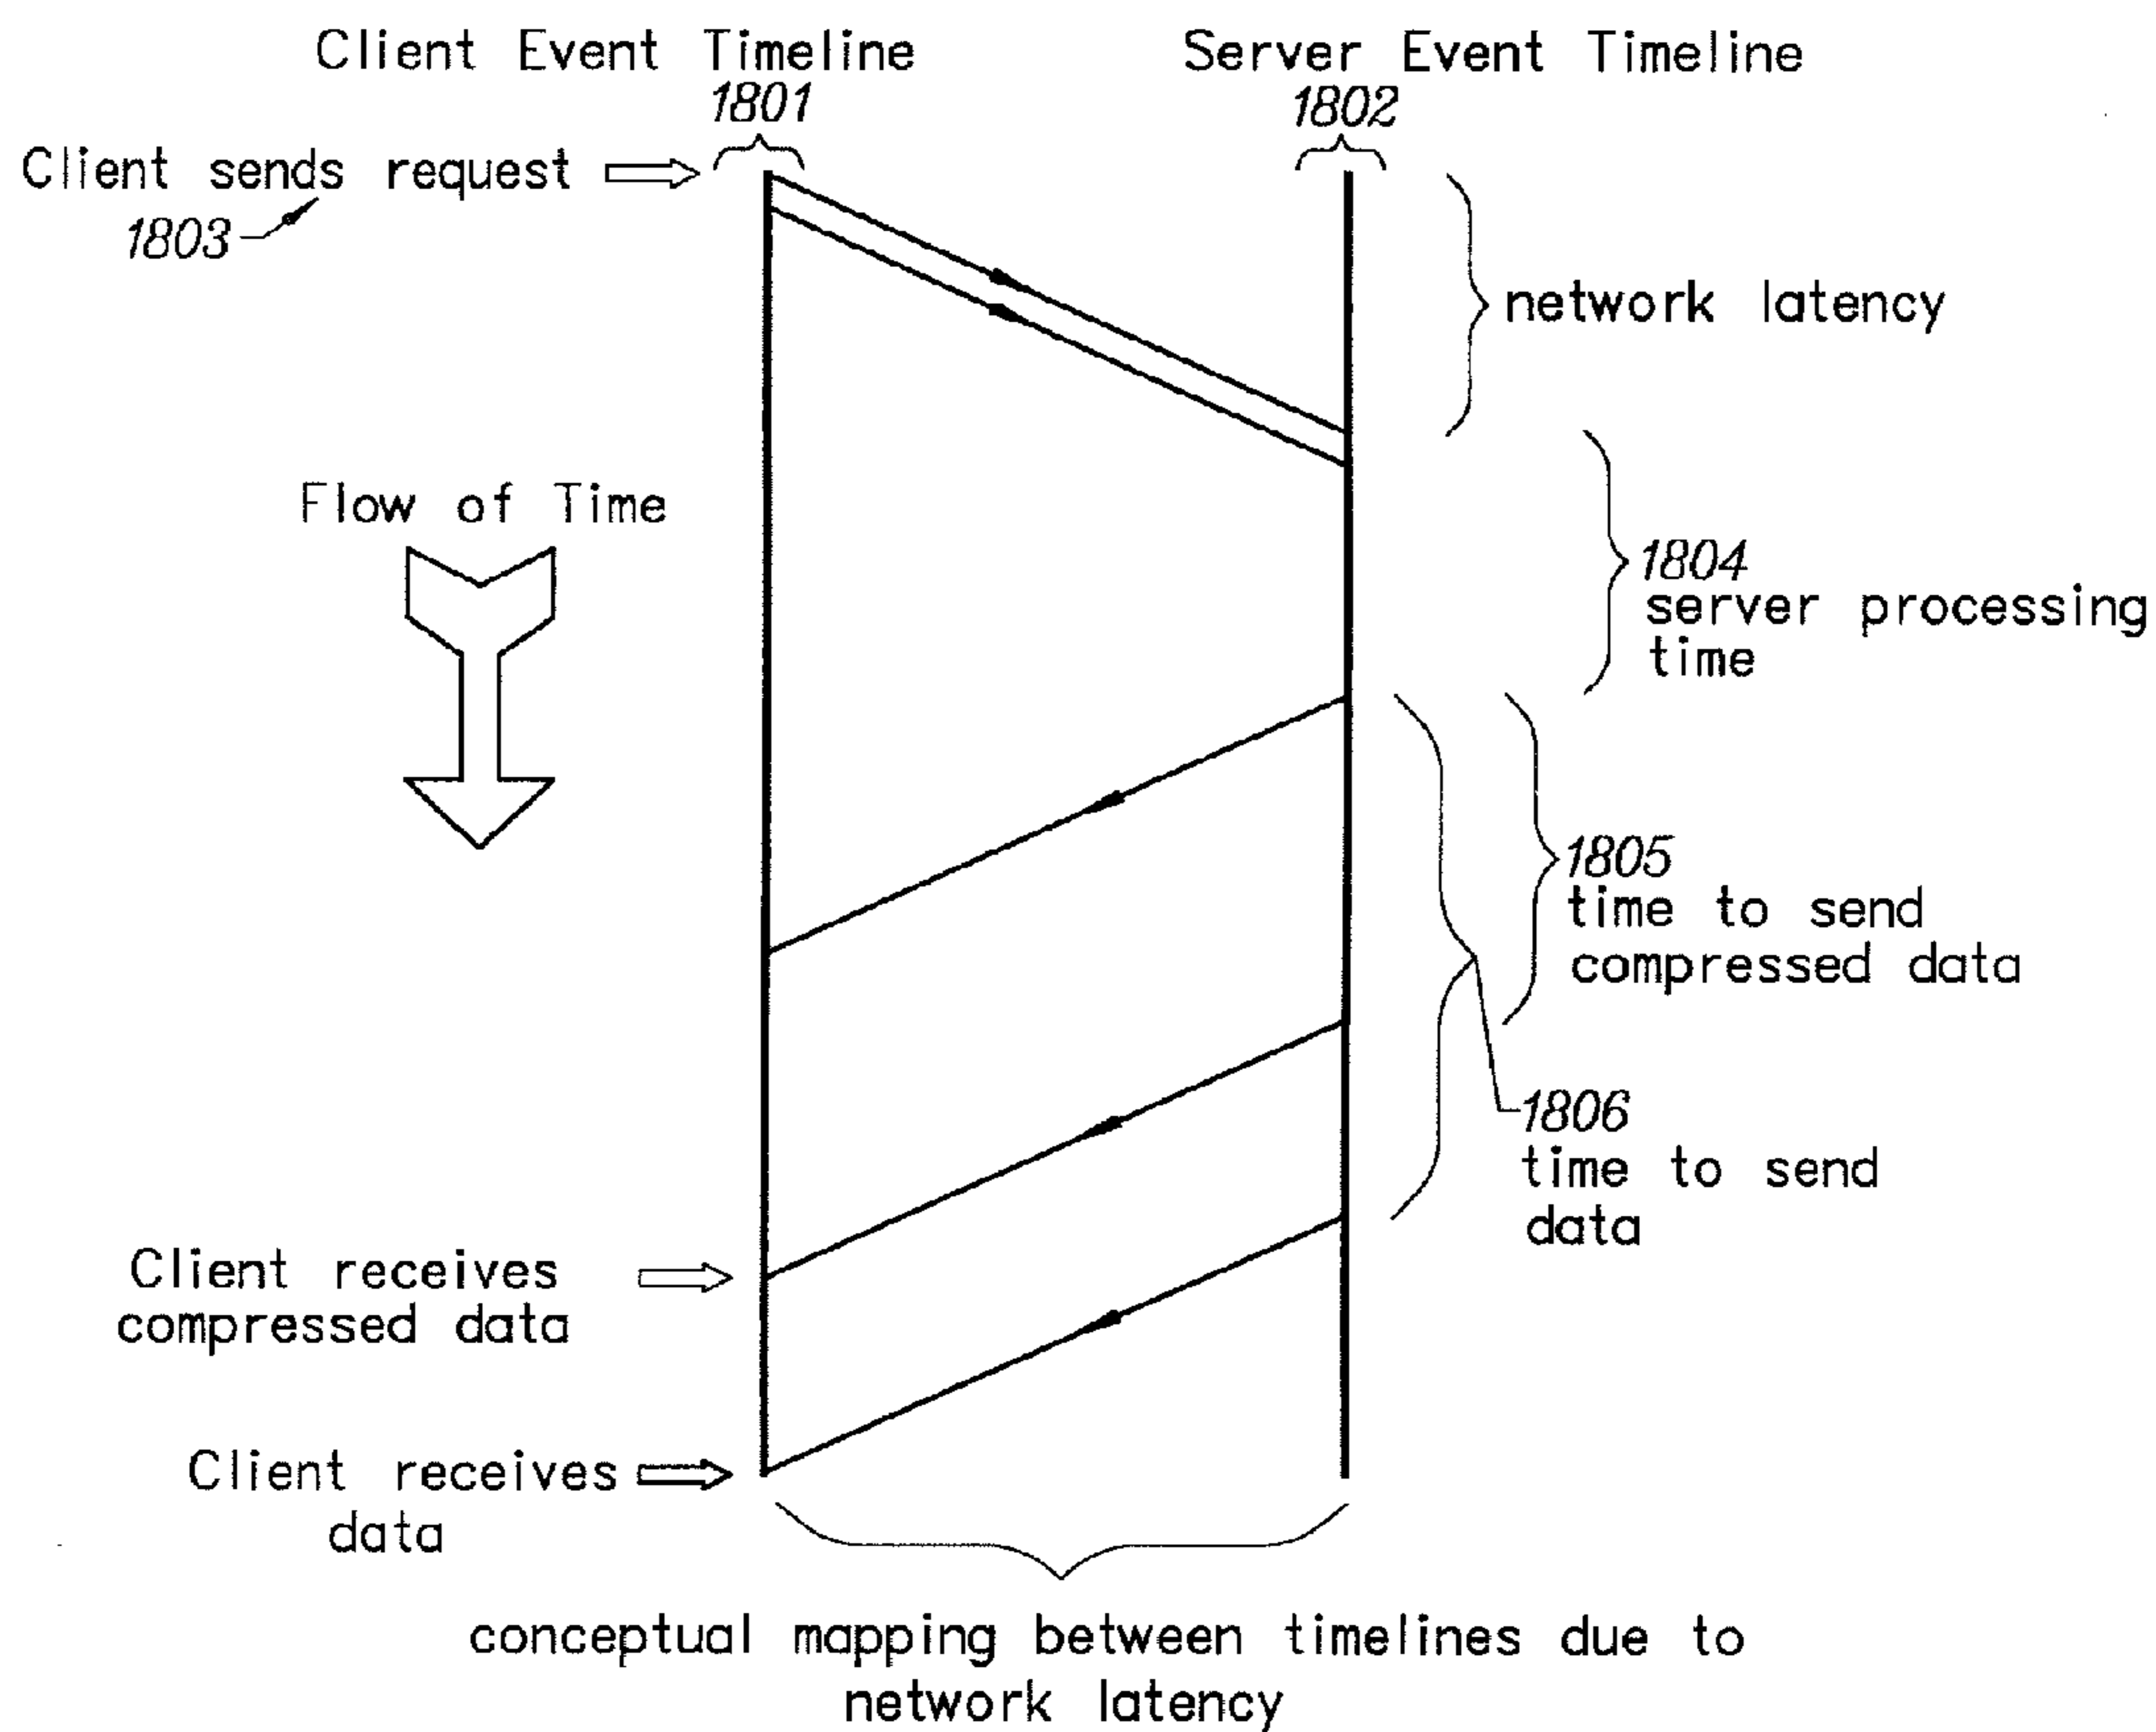 Client Event Timeline
1801
Server Event Timeline
1802
Client sends request
1803
network latency
Flow of Time
1804
server processing
time
1805
time to send
compressed data
1806
time to send
data
Client receives
compressed data
Client receives
data
conceptual mapping between timelines due to
network latency